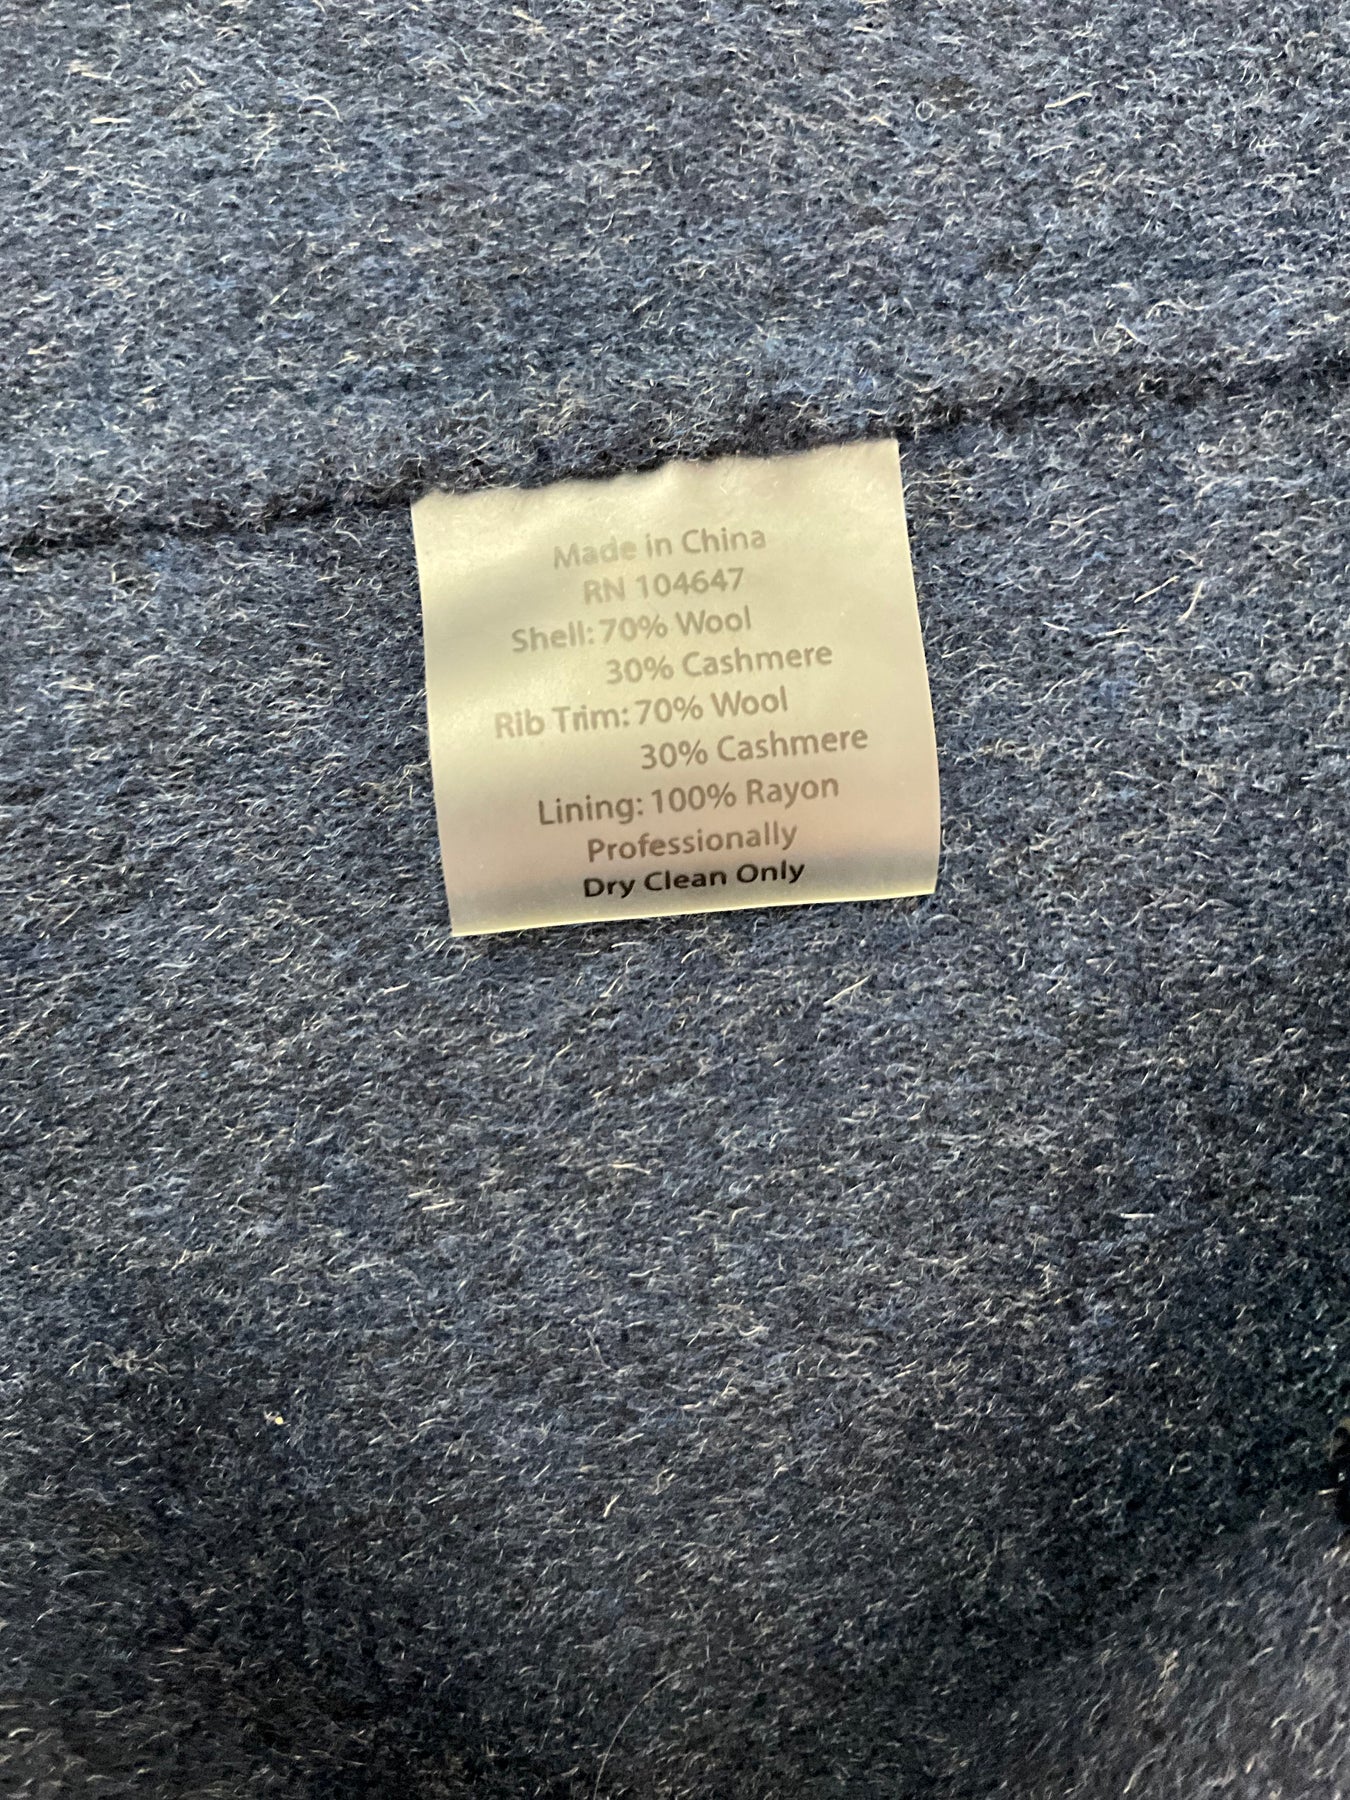 Made in China
RN 104647
Shell: 70% Wool
30% Cashmere
Rib Trim: 70% Wool
30% Cashmere
Lining: 100% Rayon
Professionally
Dry Clean Only